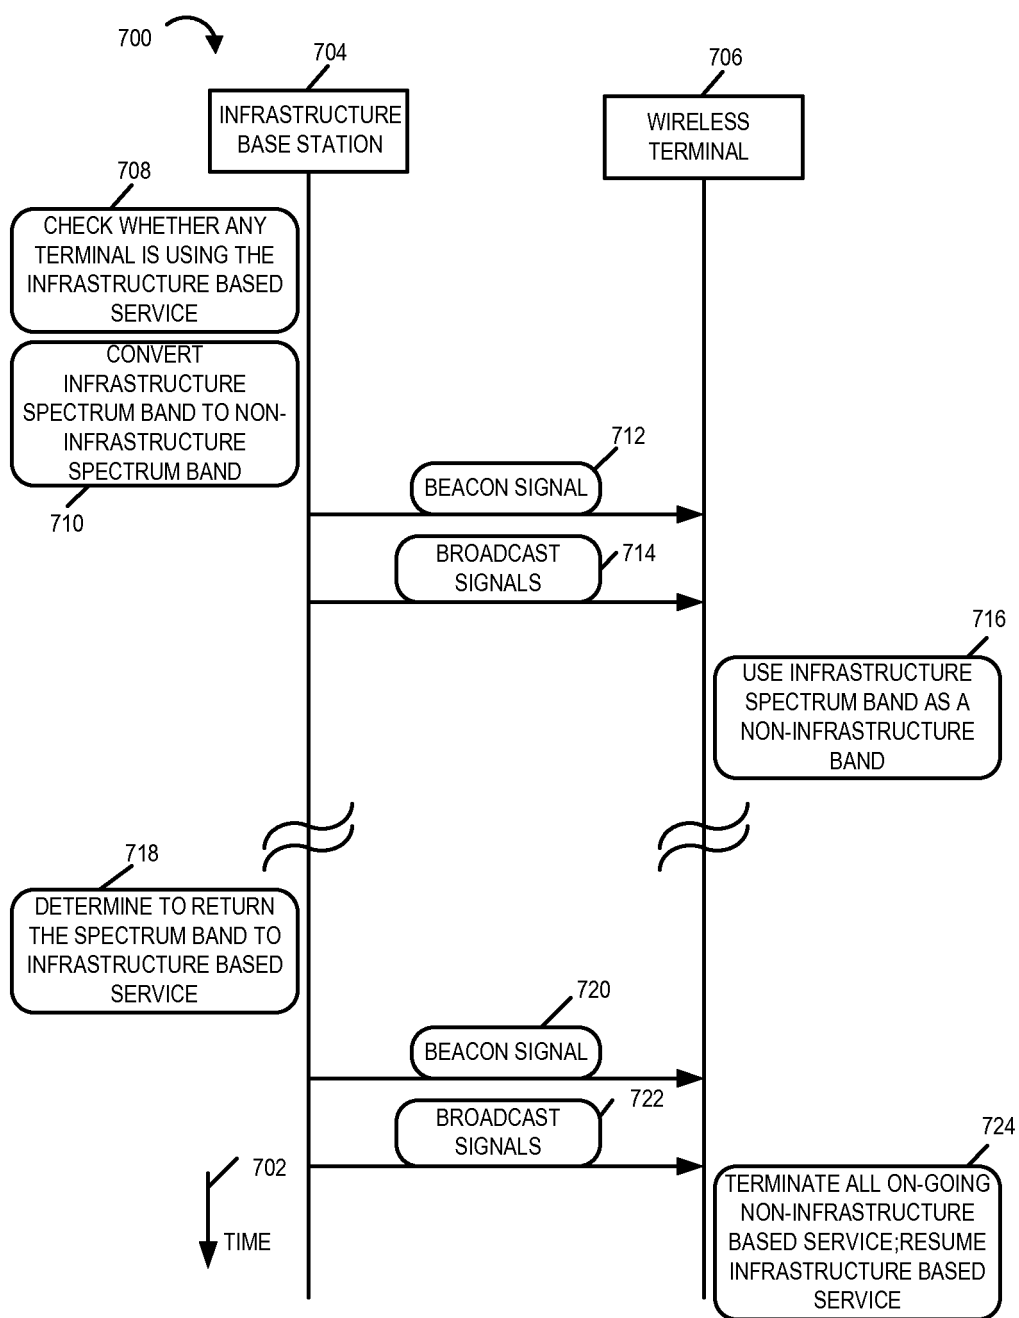 700
704
706
INFRASTRUCTURE
BASE STATION
WIRELESS
TERMINAL
708
CHECK WHETHER ANY
TERMINAL IS USING THE
INFRASTRUCTURE BASED
SERVICE
CONVERT
INFRASTRUCTURE
SPECTRUM BAND TO NON-
INFRASTRUCTURE
SPECTRUM BAND
710
712
BEACON SIGNAL
BROADCAST
SIGNALS
714
716
USE INFRASTRUCTURE
SPECTRUM BAND AS A
NON-INFRASTRUCTURE
BAND
718
DETERMINE TO RETURN
THE SPECTRUM BAND TO
INFRASTRUCTURE BASED
SERVICE
720
BEACON SIGNAL
BROADCAST
SIGNALS
722
724
TERMINATE ALL ON-GOING
NON-INFRASTRUCTURE
BASED SERVICE;RESUME
INFRASTRUCTURE BASED
SERVICE
702
TIME